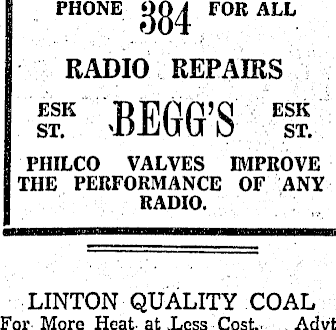 PHONE 384 FOR ALL
RADIO REPAIRS
ESK ST. BEGG'S ESK ST.
PHILCO VALVES IMPROVE
THE PERFORMANCE OF ANY
RADIO.
LINTON QUALITY COAL
For More Heat at Less Cost. Advt